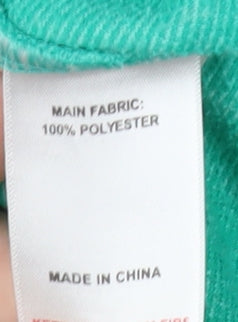 MAIN FABRIC:
100% POLYESTER
MADE IN CHINA